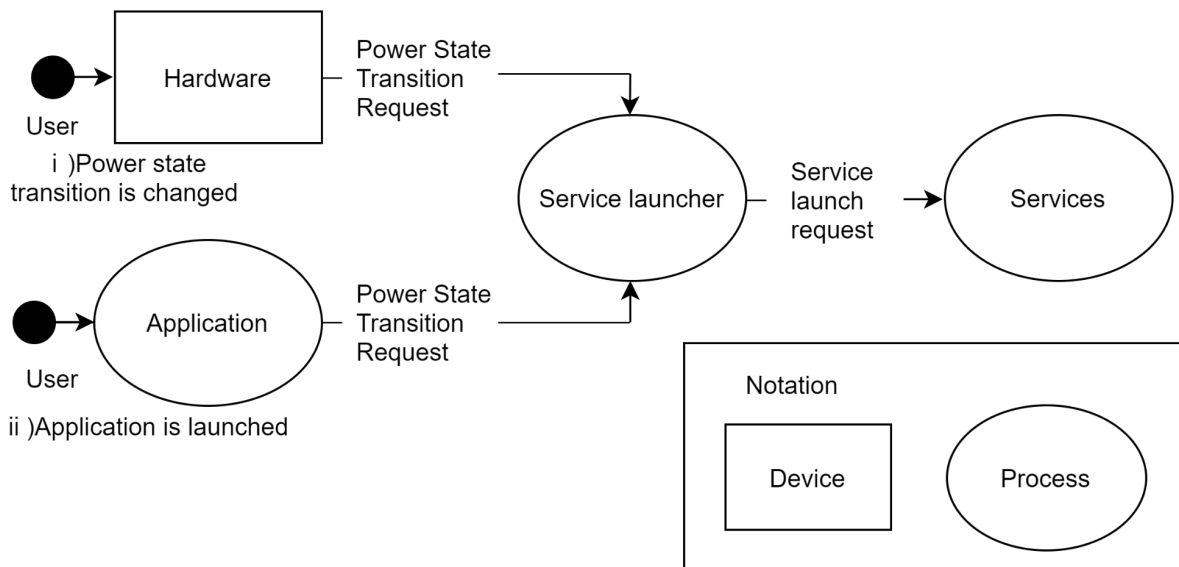 Hardware
Power State
Transition
Request
User
ⅰ )Power state
transition is changed
Service launcher
Service
launch
request
Services
Application
Power State
Transition
Request
User
ⅱ )Application is launched
Notation
Device
Process